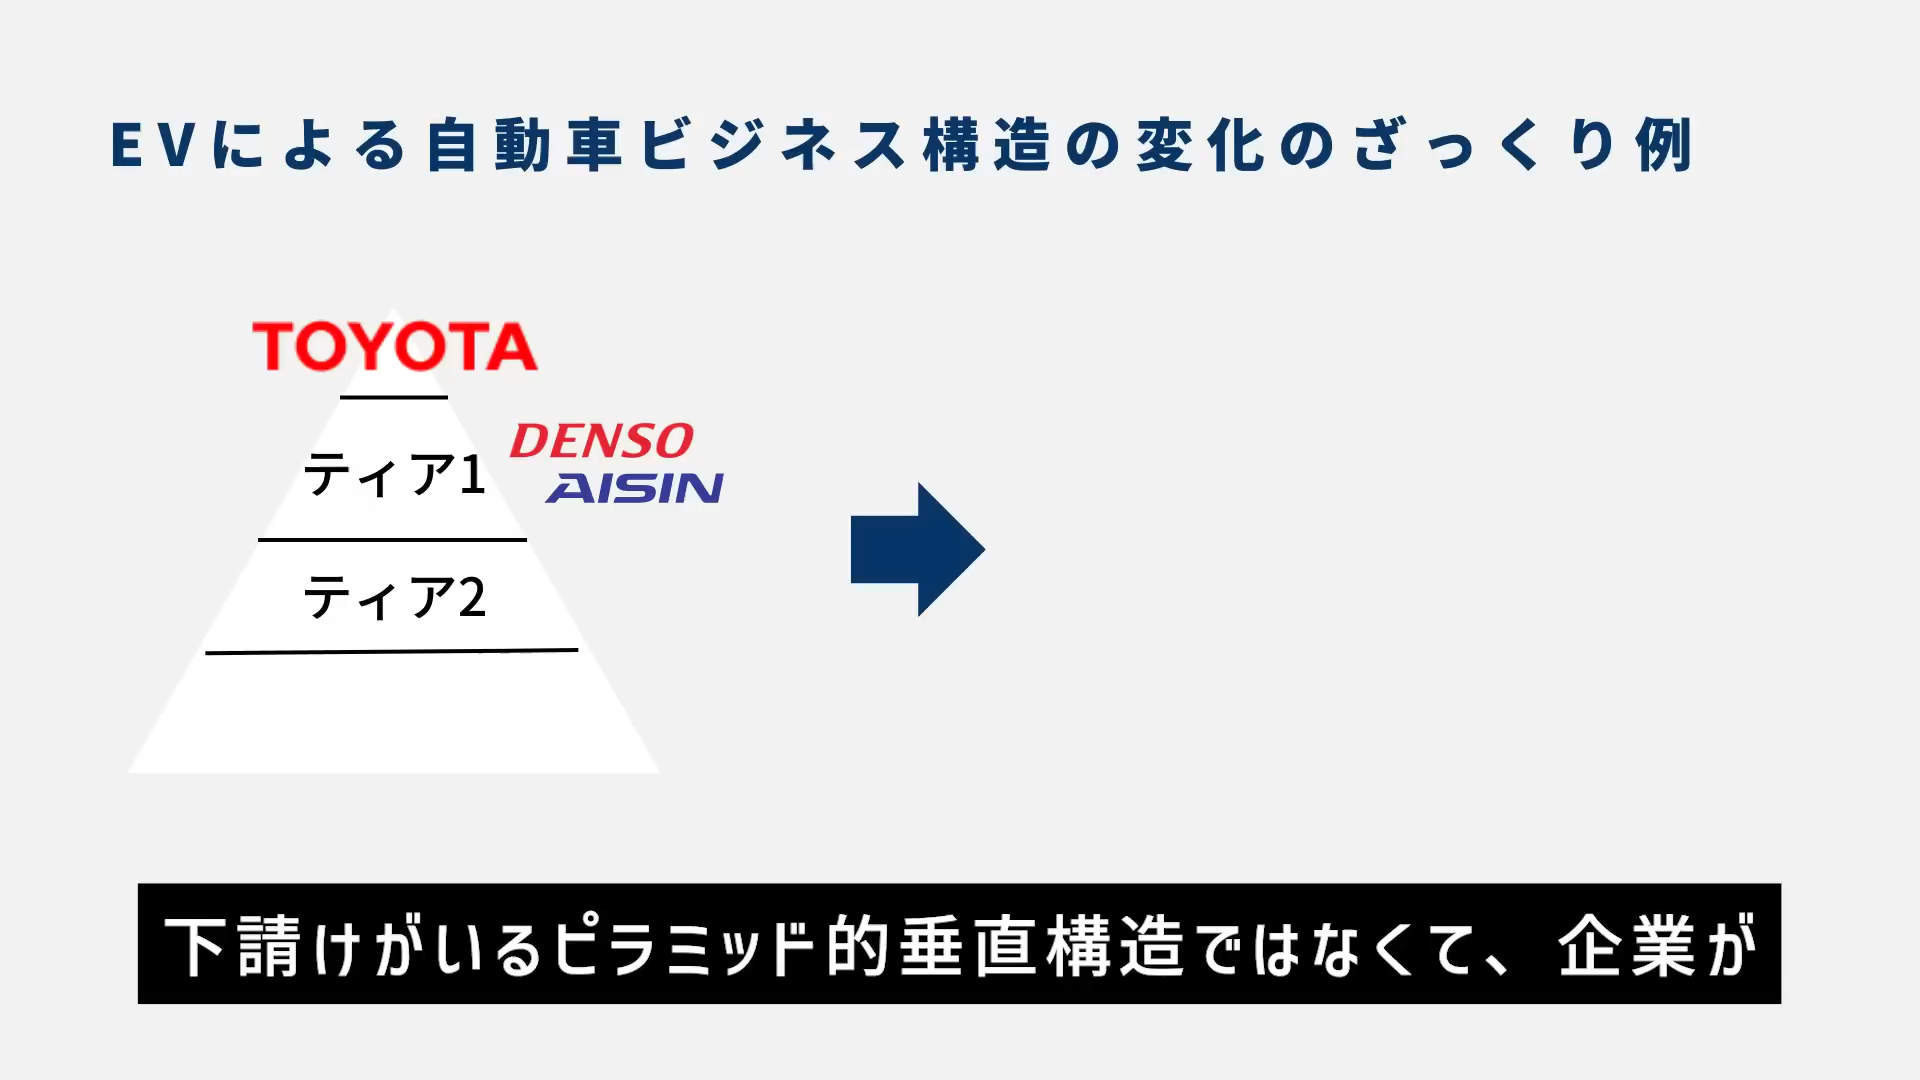 EVによる自動車ビジネス構造の変化のざっくり例
TOYOTA
ティア1
DENSO
AISIN
ティア2
下請けがいるピラミッド的垂直構造ではなくて、企業が